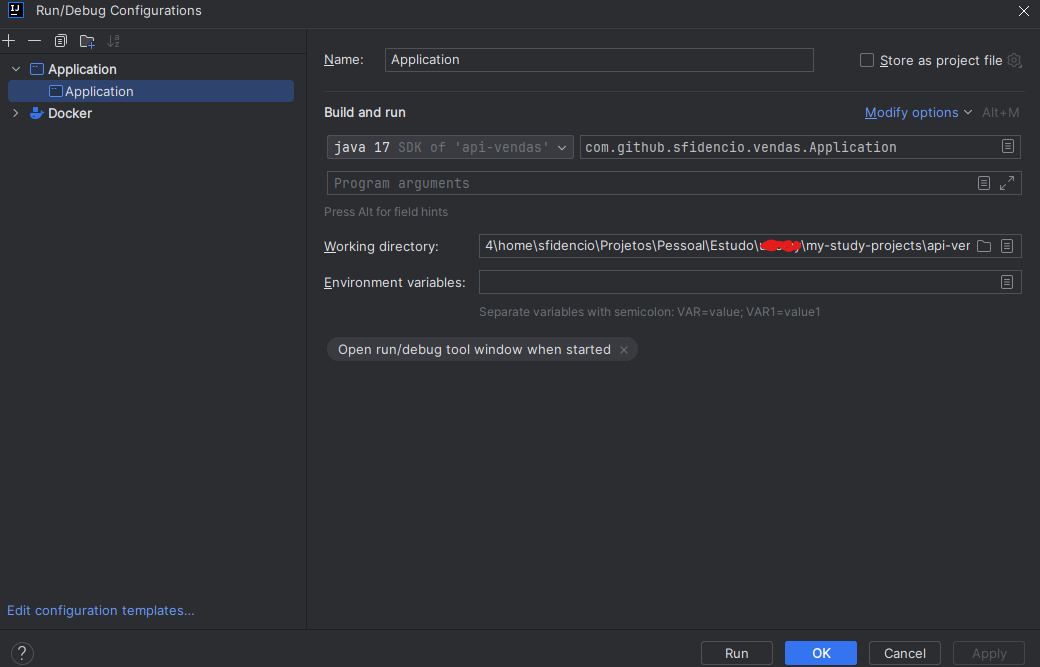 Run/Debug Configurations
Application
Application
Docker
Edit configuration templates...
Name: Application
Store as project file
Build and run
Modify options Alt+M
java 17 SDK of 'api-vendas' com.github.sfidencio.vendas.Application
Program arguments
Press Alt for field hints
Working directory: 4\home\sfidencio\Projetos\Pessoal\Estudo\ \my-study-projects\api-ver
Environment variables:
Separate variables with semicolon: VAR=value; VAR1=value1
Open run/debug tool window when started
? Run OK Cancel Apply